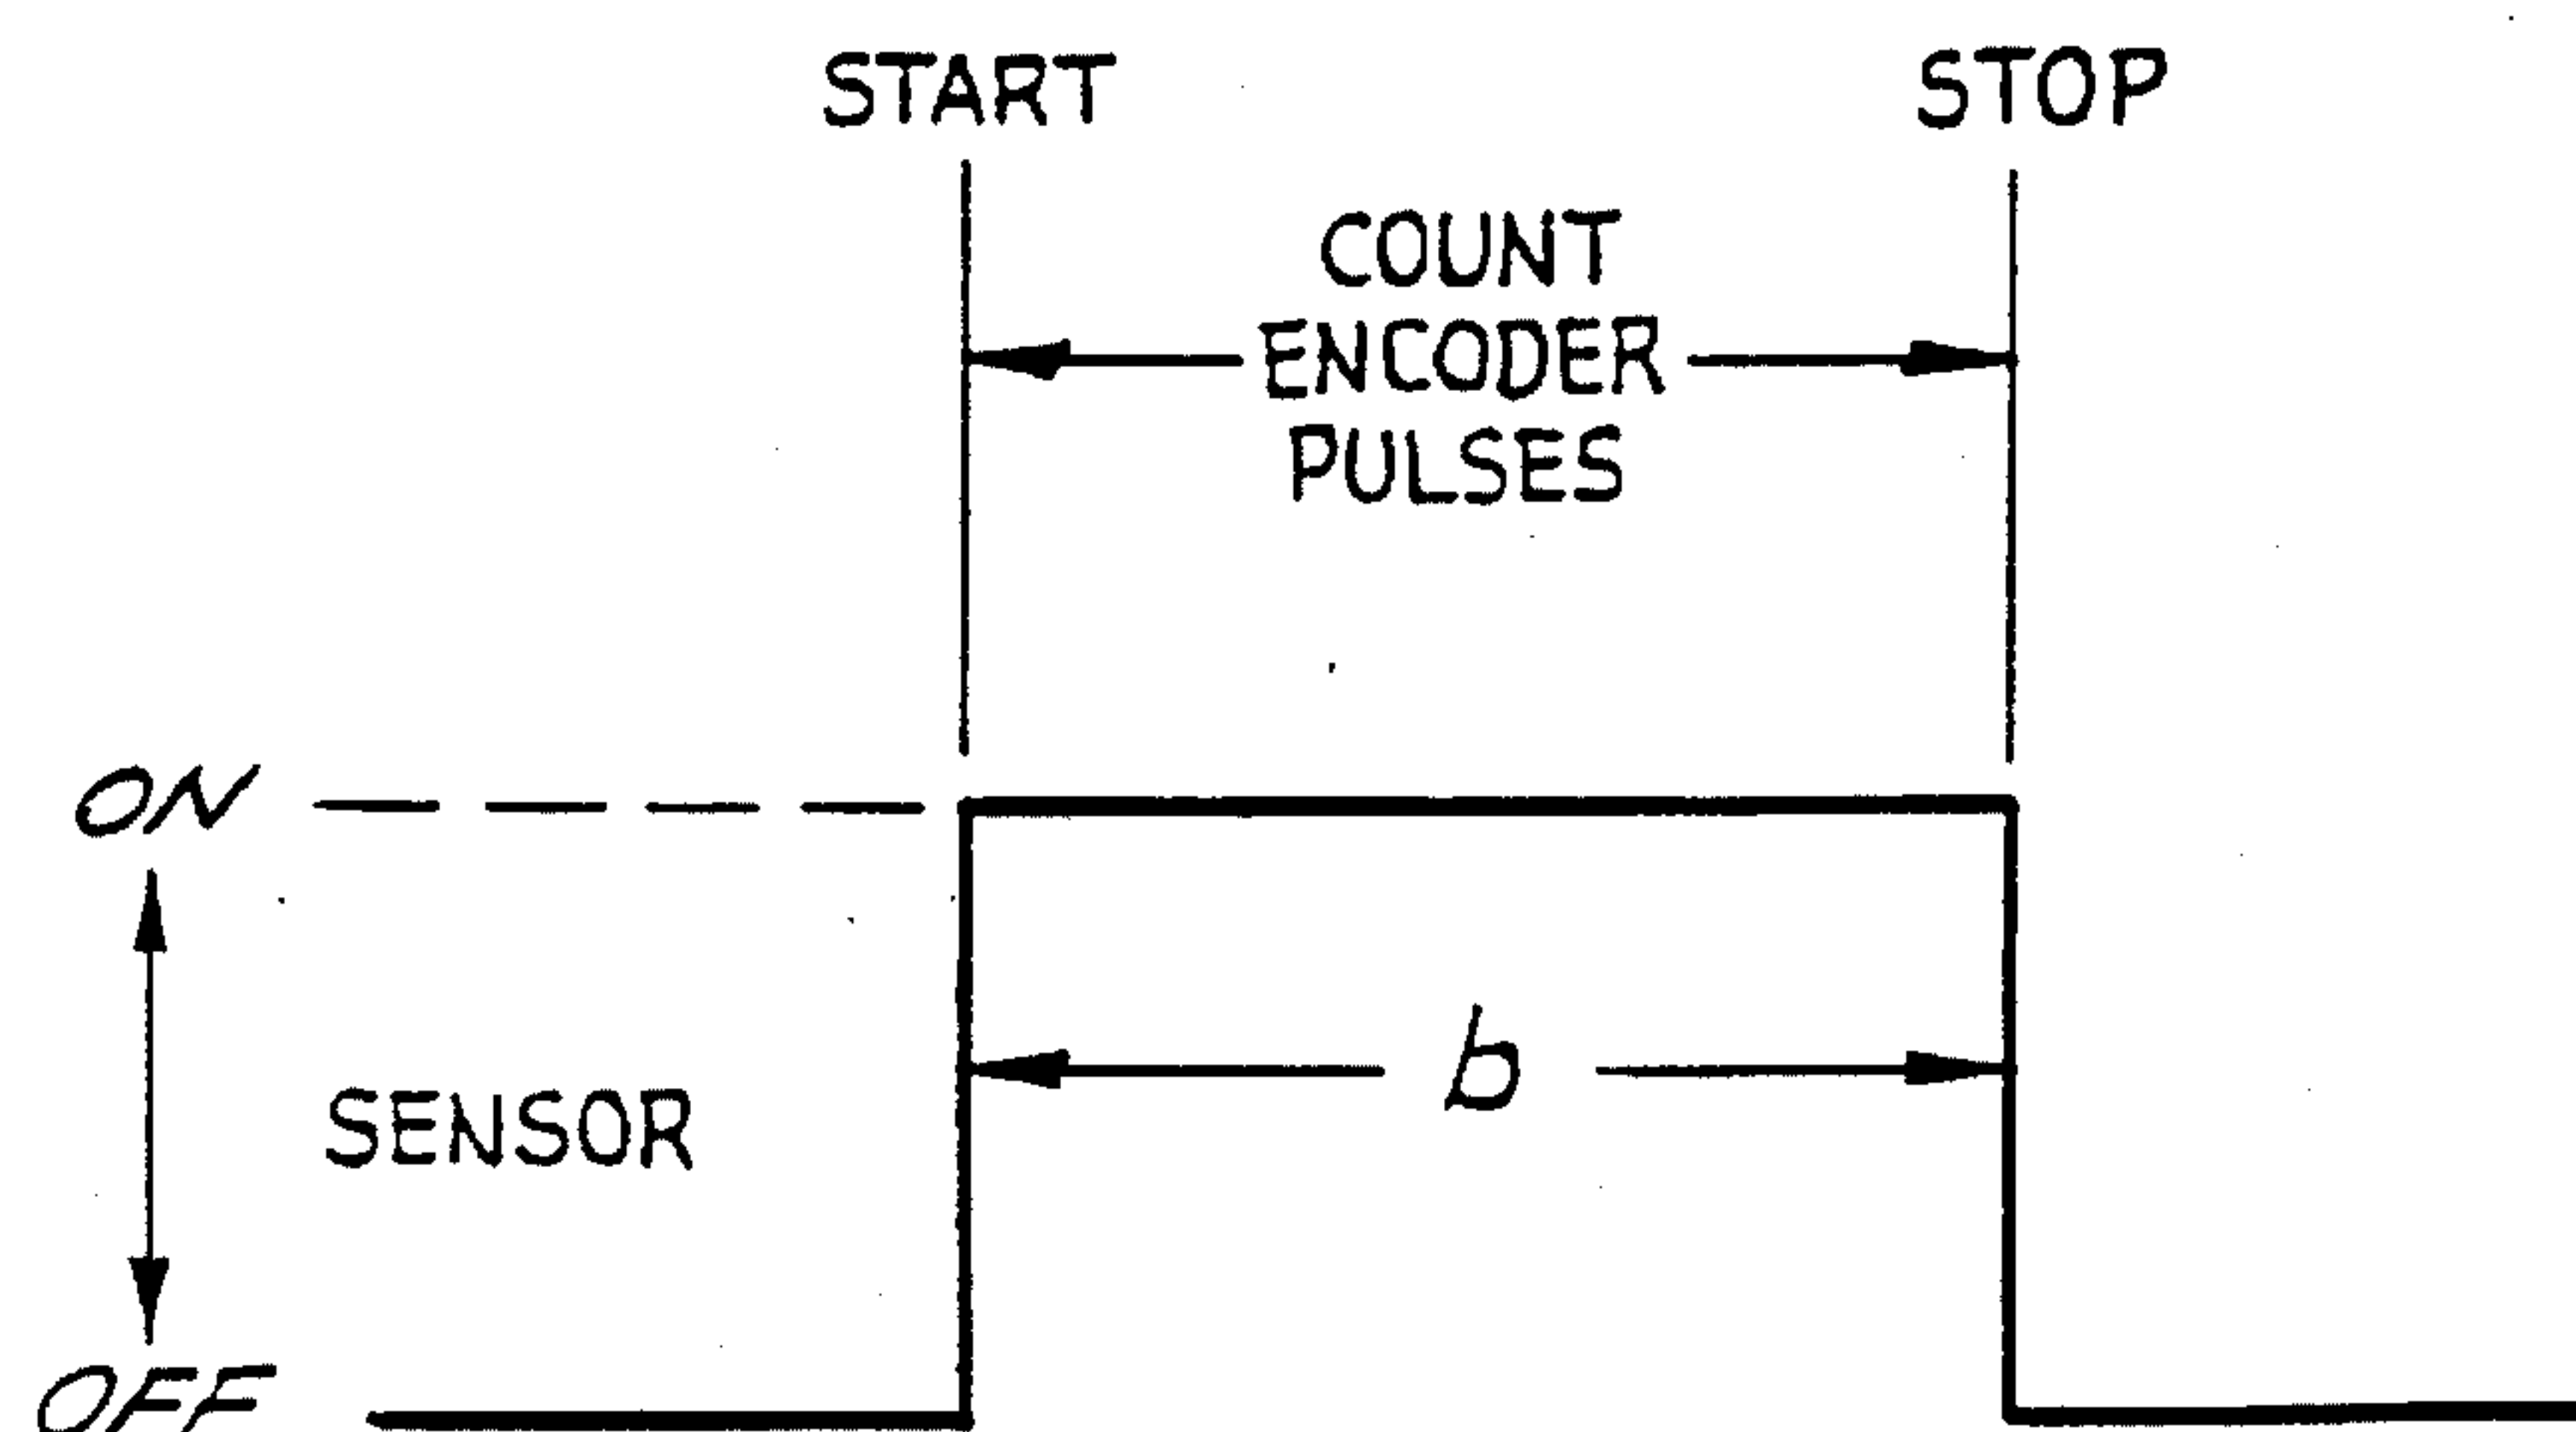 START
STOP
COUNT
ENCODER
PULSES
ON
b
SENSOR
OFF